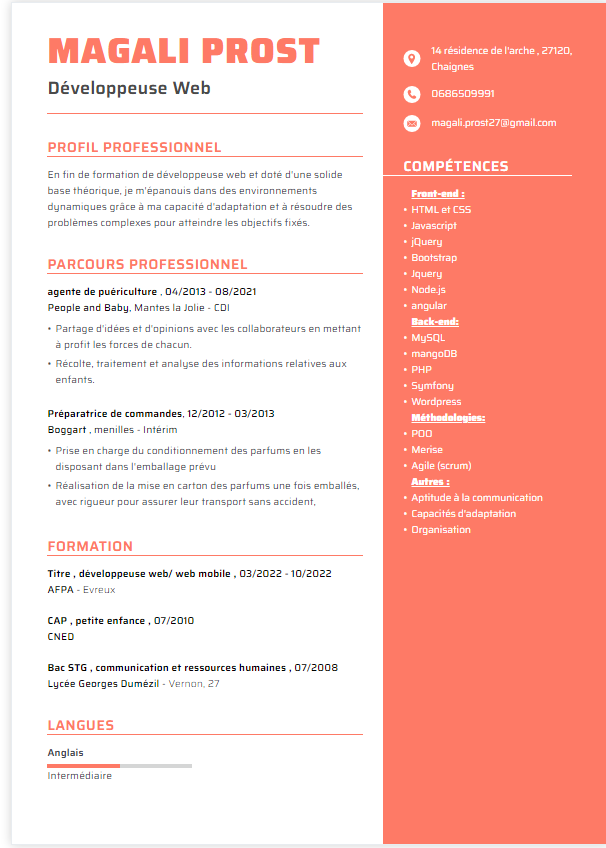 MAGALI PROST
Développeuse Web
PROFIL PROFESSIONNEL
En fin de formation de développeuse web et doté d'une solide
base théorique, je m'épanouis dans des environnements
dynamiques grâce à ma capacité d'adaptation et à résoudre des
problèmes complexes pour atteindre les objectifs fixés.
PARCOURS PROFESSIONNEL
agente de puériculture , 04/2013 - 08/2021
People and Baby, Mantes la Jolie - CDI
• Partage d'idées et d'opinions avec les collaborateurs en mettant
à profit les forces de chacun.
• Récolte, traitement et analyse des informations relatives aux
enfants.
Préparatrice de commandes, 12/2012 - 03/2013
Boggart , menilles - Intérim
• Prise en charge du conditionnement des parfums en les
disposant dans l'emballage prévu
• Réalisation de la mise en carton des parfums une fois emballés,
avec rigueur pour assurer leur transport sans accident,
FORMATION
Titre , développeuse web/ web mobile , 03/2022 - 10/2022
AFPA - Evreux
CAP , petite enfance , 07/2010
CNED
Bac STG , communication et ressources humaines , 07/2008
Lycée Georges Dumézil - Vernon, 27
LANGUES
Anglais
Intermédiaire
14 résidence de l'arche , 27120,
Chaignes
0686509991
magali.prost27@gmail.com
COMPÉTENCES
Front-end :
• HTML et CSS
• Javascript
• jQuery
• Bootstrap
• Jquery
• Node.js
• angular
Back-end:
• MySQL
• mangoDB
• PHP
• Symfony
• Wordpress
Méthodologies:
• POO
• Merise
• Agile (scrum)
Autres :
• Aptitude à la communication
• Capacités d'adaptation
• Organisation